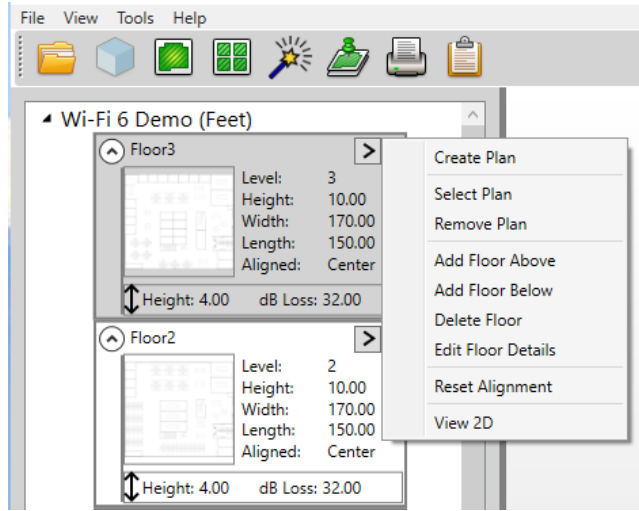 File View Tools Help
Wi-Fi 6 Demo (Feet)
Floor3
Level: 3
Height: 10.00
Width: 170.00
Length: 150.00
Aligned: Center
Height: 4.00 dB Loss: 32.00
Floor2
Level: 2
Height: 10.00
Width: 170.00
Length: 150.00
Aligned: Center
Height: 4.00 dB Loss: 32.00
Create Plan
Select Plan
Remove Plan
Add Floor Above
Add Floor Below
Delete Floor
Edit Floor Details
Reset Alignment
View 2D